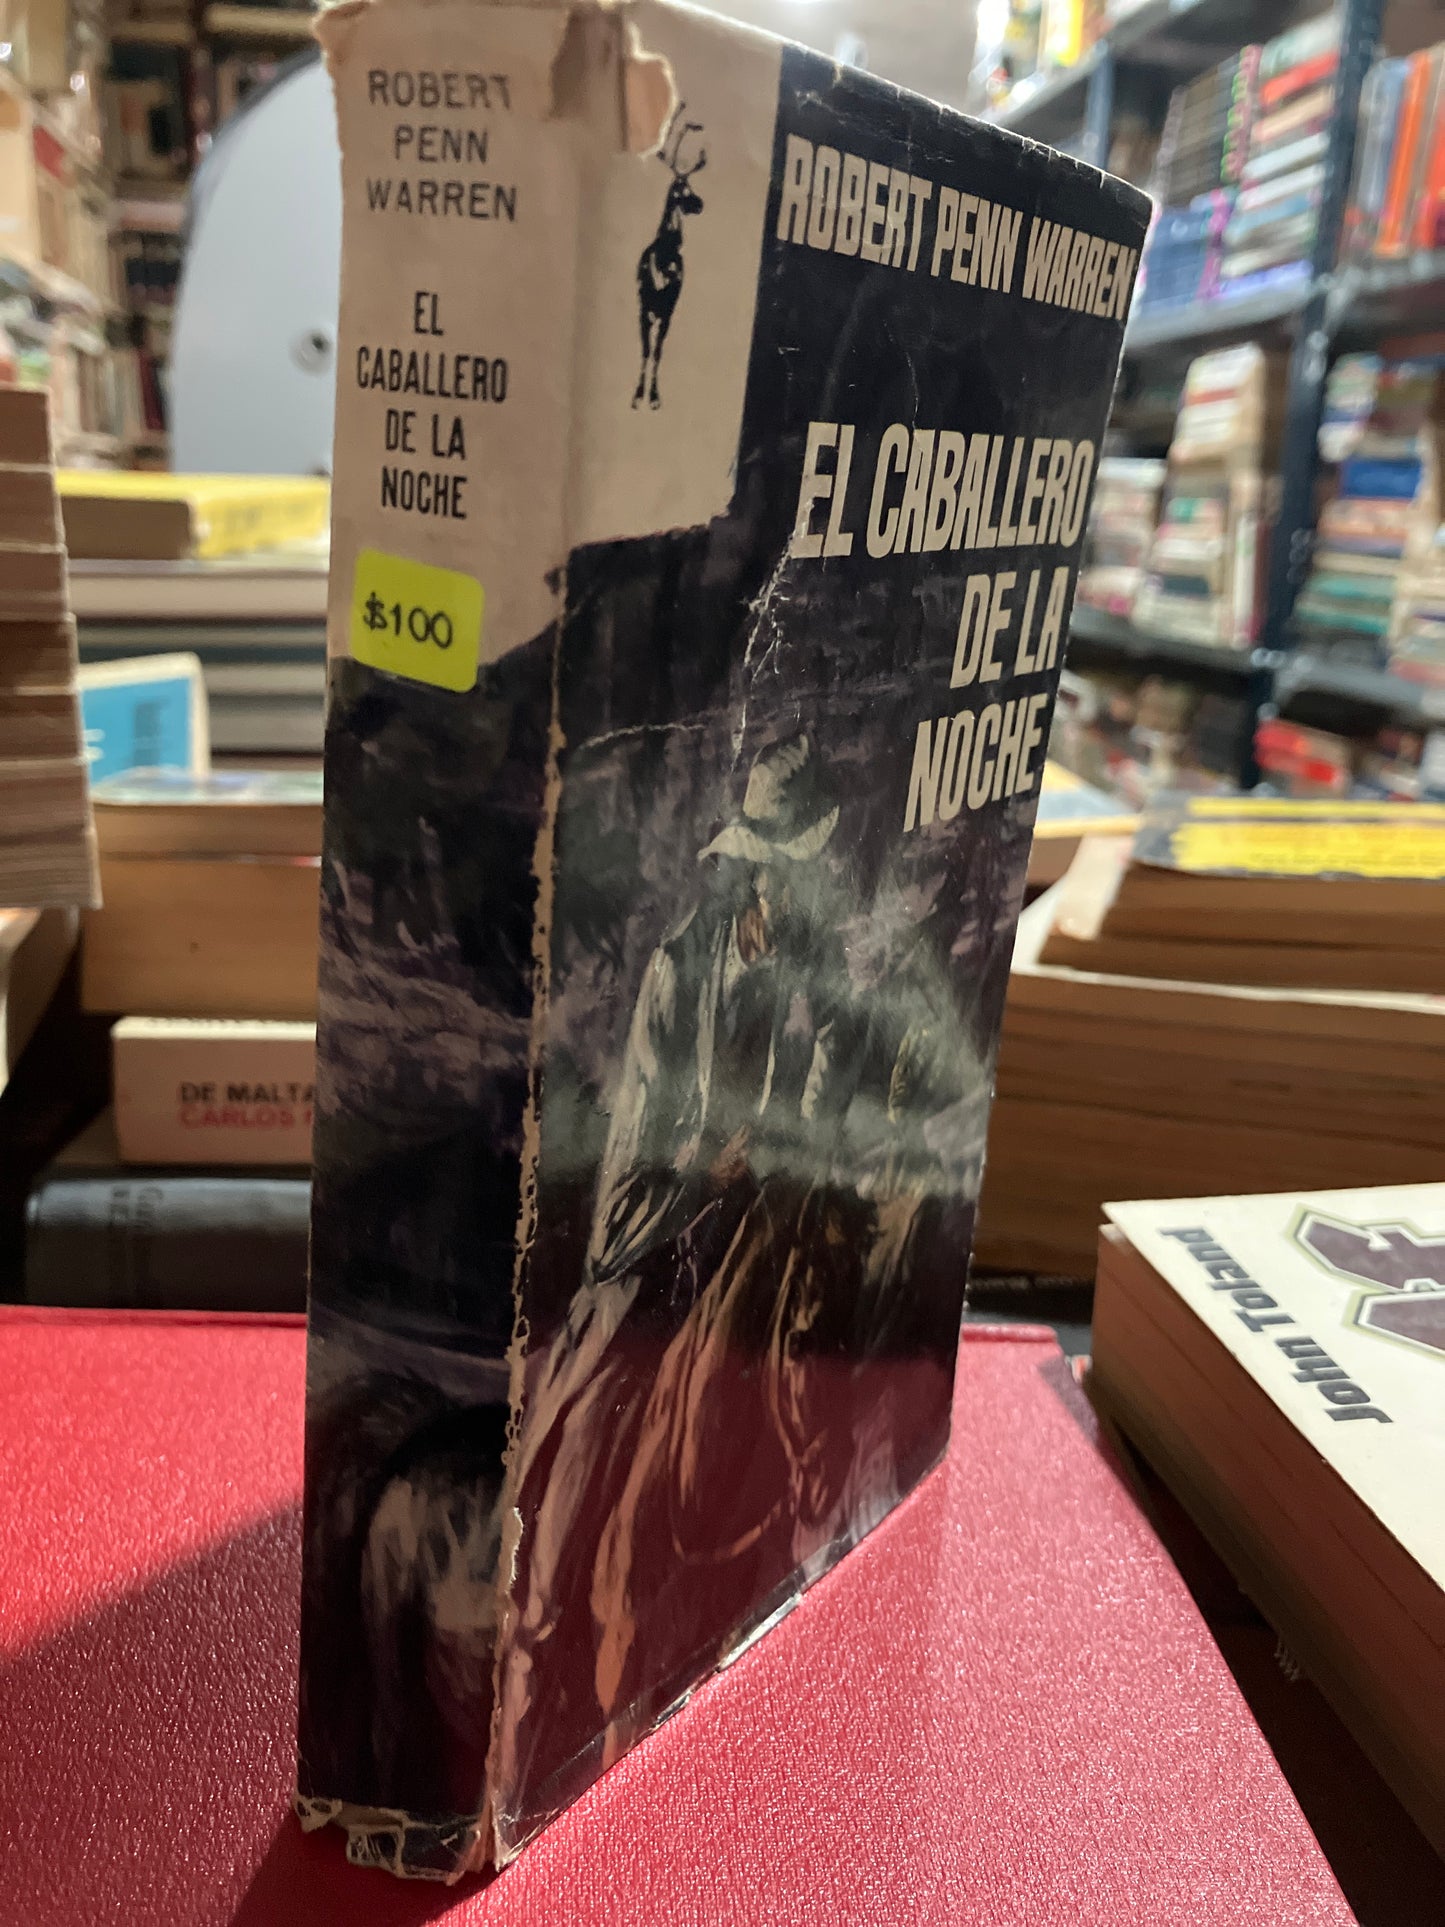 ROBERT
PENN
WARREN
EL
CABALLERO
DE LA
NOCHE
$100
ROBERT PENN WARREN
EL CABALLERO
DE LA
NOCHE
DE MALTA
CARLOS
John Toland